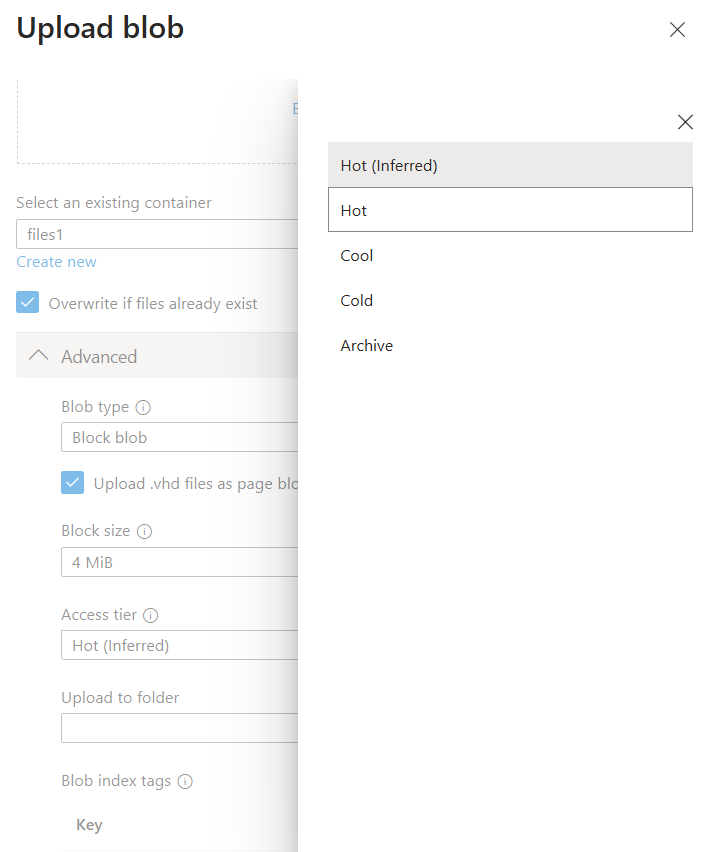 Upload blob
Select an existing container
files1
Create new
Overwrite if files already exist
Advanced
Blob type
Block blob
Upload .vhd files as page blo
Block size
4 MiB
Access tier
Hot (Inferred)
Upload to folder
Blob index tags
Key
Hot (Inferred)
Hot
Cool
Cold
Archive